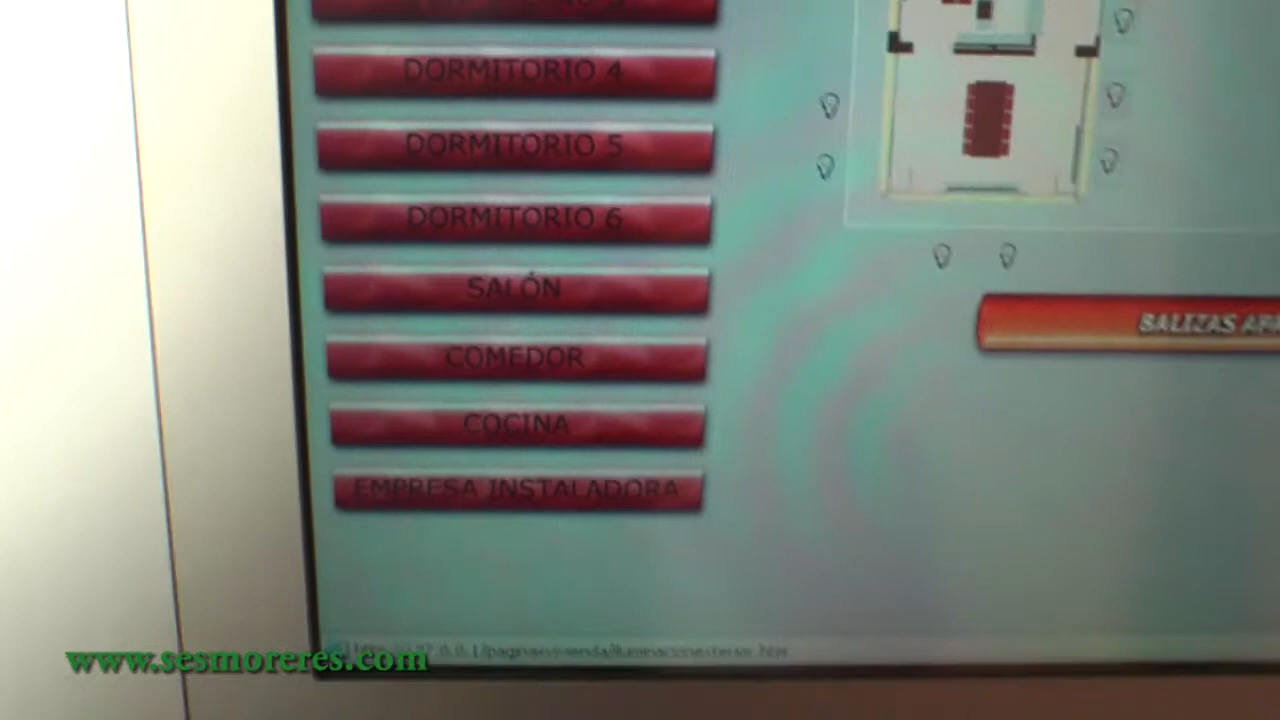 DORMITORIO 4
DORMITORIO 5
DORMITORIO 6
SALÓN
BALIZAS
COMEDOR
COCINA
EMPRESA INSTALADORA
www.sesmoreres.com